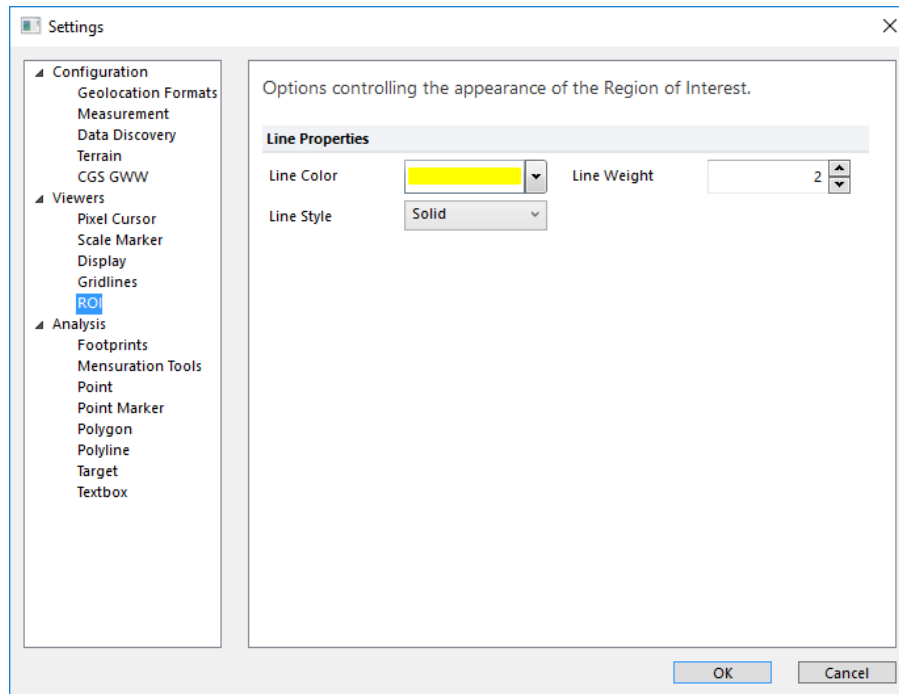 Settings
Configuration
Geolocation Formats
Measurement
Data Discovery
Terrain
CGS GWW
Viewers
Pixel Cursor
Scale Marker
Display
Gridlines
ROI
Analysis
Footprints
Mensuration Tools
Point
Point Marker
Polygon
Polyline
Target
Textbox
Options controlling the appearance of the Region of Interest.
Line Properties
Line Color
Line Weight 2
Line Style Solid
OK Cancel